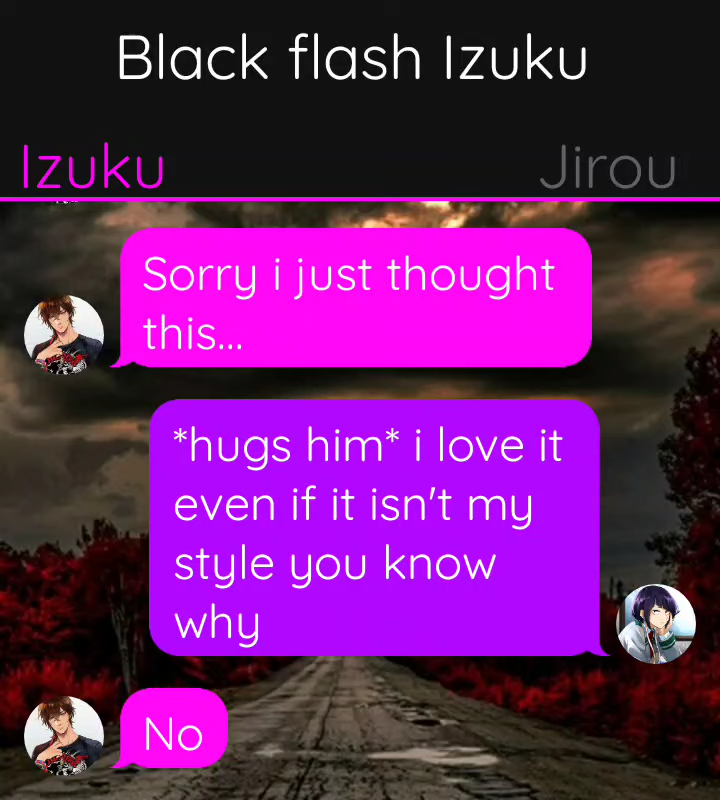 Black flash Izuku
Izuku
Jirou
Sorry i just thought
this...
*hugs him* i love it
even if it isn't my
style you know
why
No